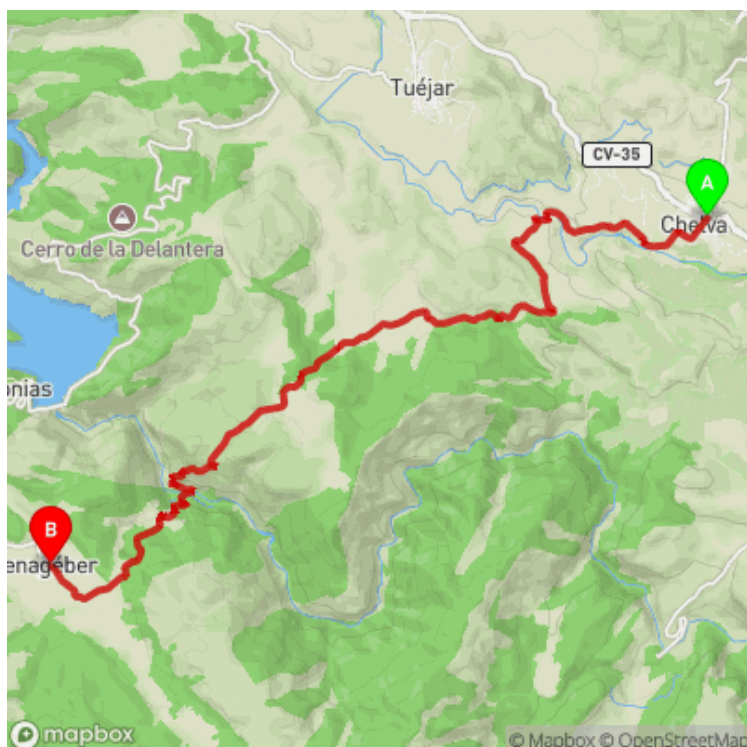 Tuéjar
CV-35
A
Chelva
Cerro de la Delantera
onias
B
enagéber
mapbox
© Mapbox © OpenStreetMap